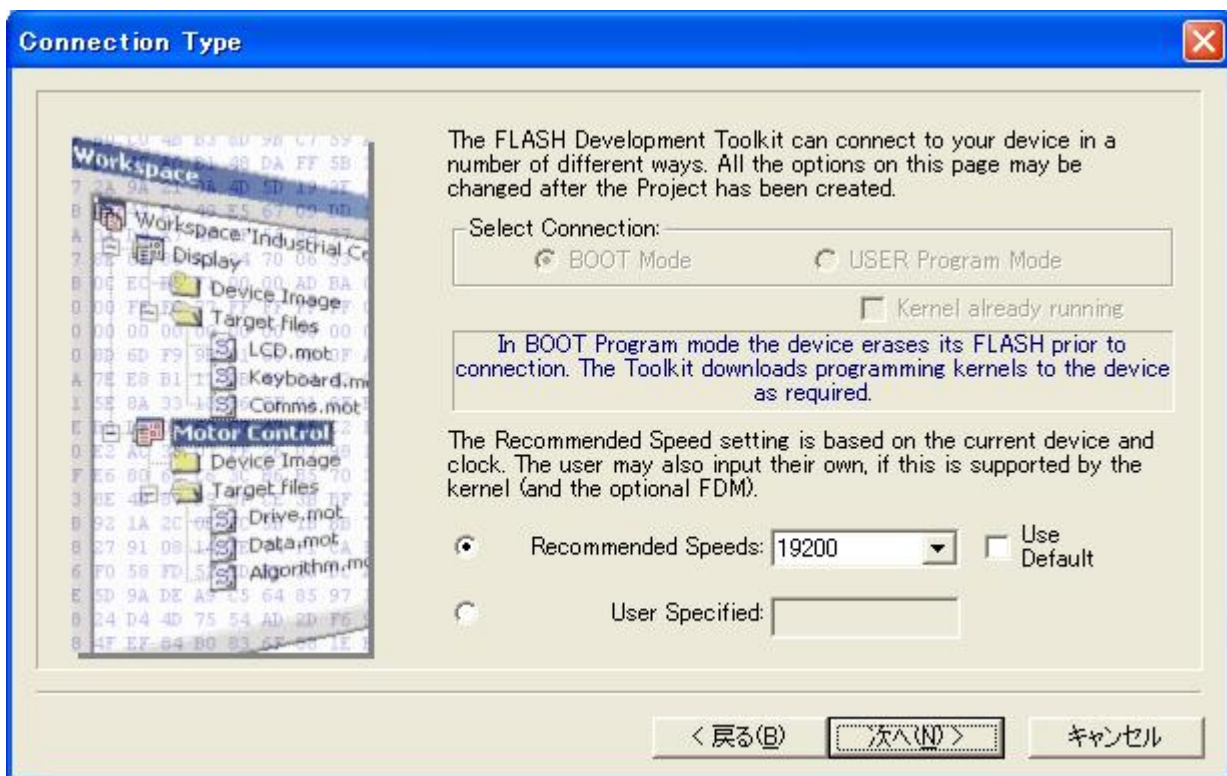 Connection Type
The FLASH Development Toolkit can connect to your device in a
number of different ways. All the options on this page may be
changed after the Project has been created.
Select Connection:
BOOT Mode
USER Program Mode
Kernel already running
In BOOT Program mode the device erases its FLASH prior to
connection. The Toolkit downloads programming kernels to the device
as required.
The Recommended Speed setting is based on the current device and
clock. The user may also input their own, if this is supported by the
kernel (and the optional FDM).
Recommended Speeds: 19200
Use
Default
User Specified:
Workspace
Workspace 'Industrial
Display
Device Image
Target files
LCD.mot
Keyboard
Comms.mot
Motor Control
Device Image
Target files
Drive.mot
Data.mot
Algorithm
< 戻る(B)
次へ(N) >
キャンセル